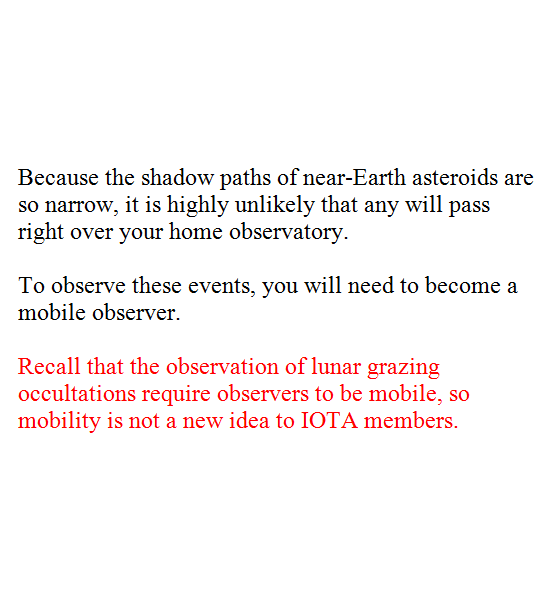 Because the shadow paths of near-Earth asteroids are
so narrow, it is highly unlikely that any will pass
right over your home observatory.
To observe these events, you will need to become a
mobile observer.
Recall that the observation of lunar grazing
occultations require observers to be mobile, so
mobility is not a new idea to IOTA members.